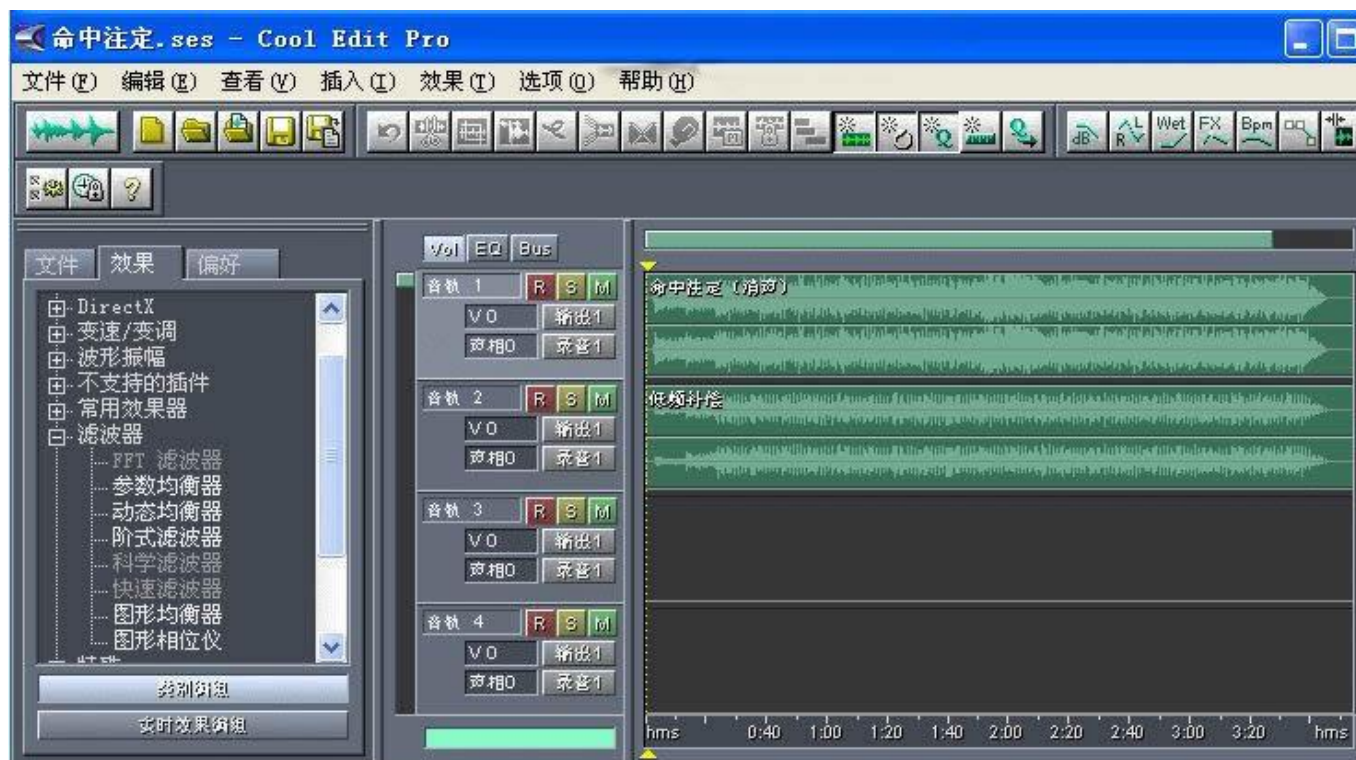 命中注定.ses - Cool Edit Pro
文件(F) 编辑(E) 查看(V) 插入(I) 效果(T) 选项(O) 帮助(H)
dB L R Wet FX Bpm
文件 效果 偏好
DirectX
变速/变调
波形振幅
不支持的插件
常用效果器
滤波器
FFT 滤波器
参数均衡器
动态均衡器
阶式滤波器
科学滤波器
快速滤波器
图形均衡器
图形相位仪
类别编组
实时效果编组
Vol EQ Bus
音轨 1 R S M
V 0 输出1
声相0 录音1
音轨 2 R S M
V 0 输出1
声相0 录音1
音轨 3 R S M
V 0 输出1
声相0 录音1
音轨 4 R S M
V 0 输出1
声相0 录音1
命中注定(消音)
低频补偿
hms 0:40 1:00 1:20 1:40 2:00 2:20 2:40 3:00 3:20 hms